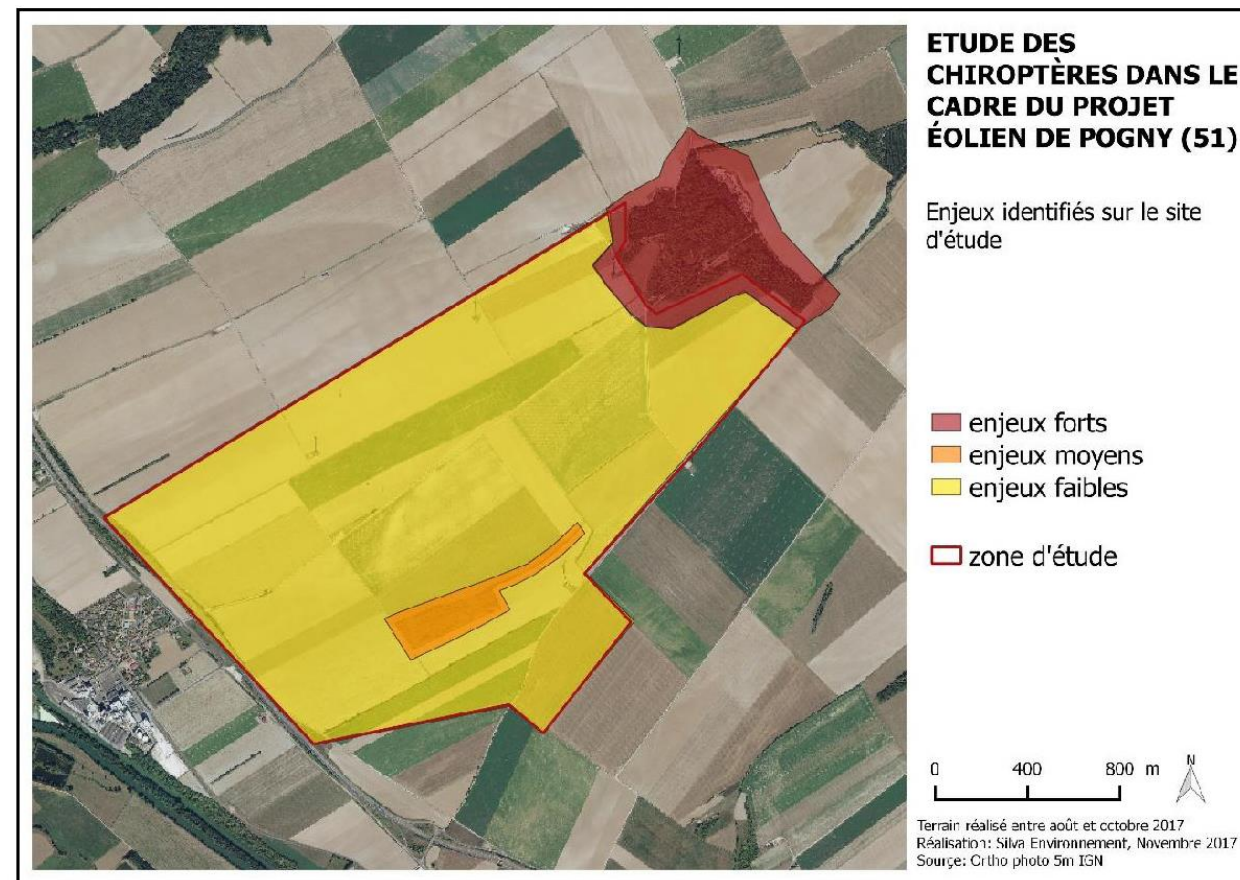 ETUDE DES
CHIROPTÈRES DANS LE
CADRE DU PROJET
ÉOLIEN DE POGNY (51)
Enjeux identifiés sur le site
d'étude
enjeux forts
enjeux moyens
enjeux faibles
zone d'étude
0 400 800 m N
Terrain réalisé entre août et octobre 2017
Réalisation: Silva Environnement, Novembre 2017
Source: Ortho photo 5m IGN